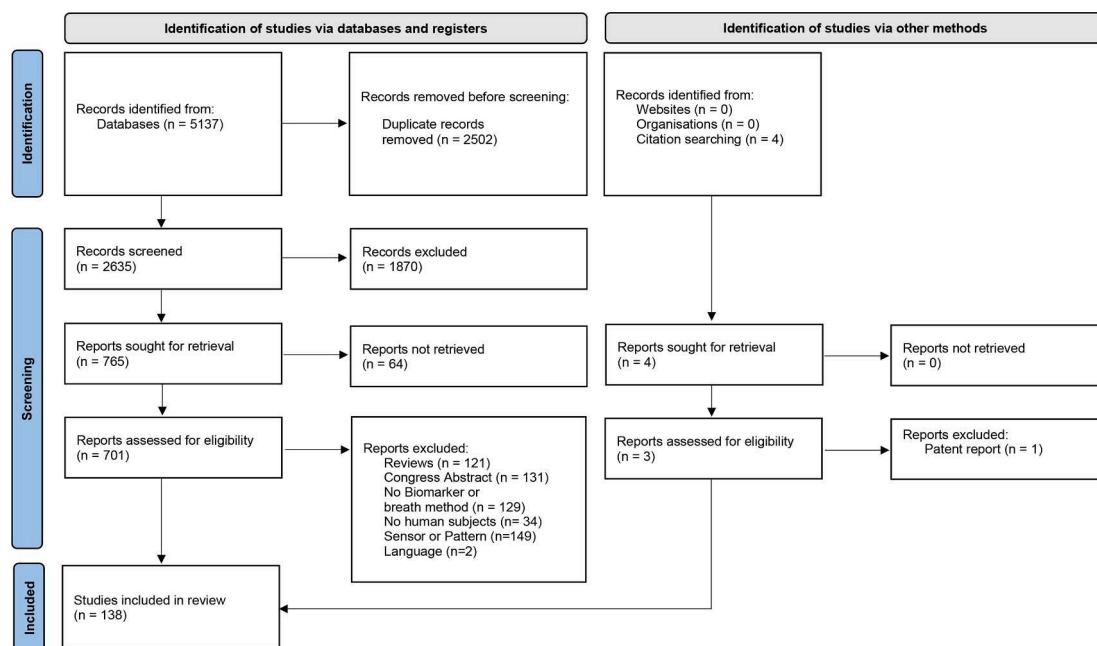 Identification of studies via databases and registers
Identification of studies via other methods
Identification
Records identified from:
Databases (n = 5137)
Records removed before screening:
Duplicate records
removed (n = 2502)
Records identified from:
Websites (n = 0)
Organisations (n = 0)
Citation searching (n = 4)
Screening
Records screened
(n = 2635)
Records excluded
(n = 1870)
Reports sought for retrieval
(n = 765)
Reports not retrieved
(n = 64)
Reports sought for retrieval
(n = 4)
Reports not retrieved
(n = 0)
Reports assessed for eligibility
(n = 701)
Reports excluded:
Reviews (n = 121)
Congress Abstract (n = 131)
No Biomarker or
breath method (n = 129)
No human subjects (n= 34)
Sensor or Pattern (n=149)
Language (n=2)
Reports assessed for eligibility
(n = 3)
Reports excluded:
Patent report (n = 1)
Included
Studies included in review
(n = 138)